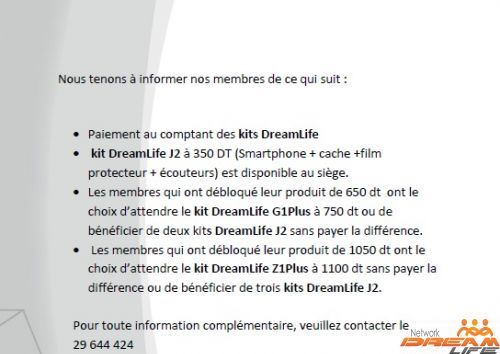 Nous tenons à informer nos membres de ce qui suit :
• Paiement au comptant des kits DreamLife
• kit DreamLife J2 à 350 DT (Smartphone + cache +film
protecteur + écouteurs) est disponible au siège.
• Les membres qui ont débloqué leur produit de 650 dt ont le
choix d’attendre le kit DreamLife G1Plus à 750 dt ou de
bénéficier de deux kits DreamLife J2 sans payer la différence.
• Les membres qui ont débloqué leur produit de 1050 dt ont le
choix d’attendre le kit DreamLife Z1Plus à 1100 dt sans payer la
différence ou de bénéficier de trois kits DreamLife J2.
Pour toute information complémentaire, veuillez contacter le
29 644 424
Network
DREAM
LIFE